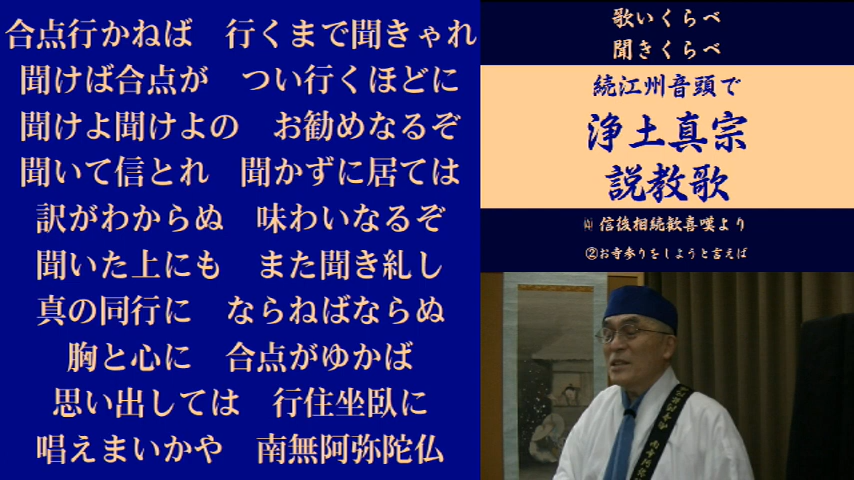 合点行かねば　行くまで聞きゃれ
聞けば合点が　つい行くほどに
聞けよ聞けよの　お勧めなるぞ
聞いて信とれ　聞かずに居ては
訳がわからぬ　味わいなるぞ
聞いた上にも　また聞き糺し
真の同行に　ならねばならぬ
胸と心に　合点がゆかば
思い出しては　行住坐臥に
唱えまいかや　南無阿弥陀仏
歌いくらべ
聞きくらべ
続江州音頭で
浄土真宗
説教歌
信後相続歓喜嘆より
②お寺参りをしようと言えば